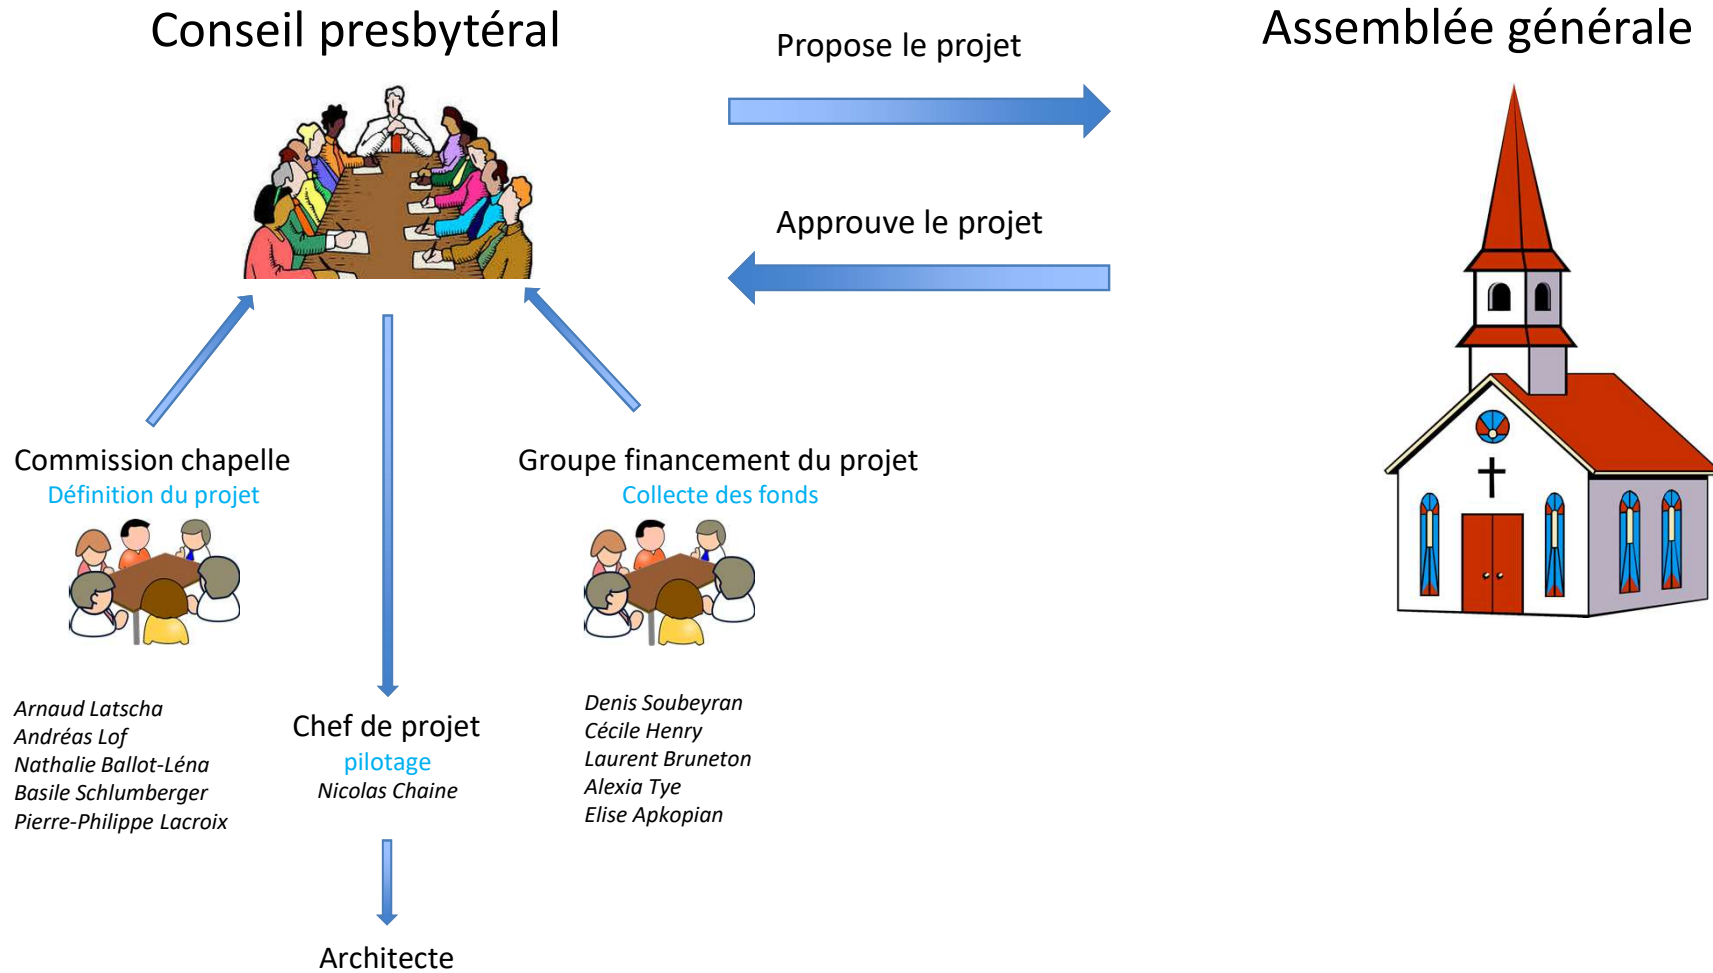 Conseil presbytéral
Propose le projet
Assemblée générale
Approuve le projet
Commission chapelle
Définition du projet
Groupe financement du projet
Collecte des fonds
Arnaud Latscha
Andréas Lof
Nathalie Ballot-Léna
Basile Schlumberger
Pierre-Philippe Lacroix
Chef de projet
pilotage
Nicolas Chaine
Denis Soubeyran
Cécile Henry
Laurent Bruneton
Alexia Tye
Elise Apkopian
Architecte